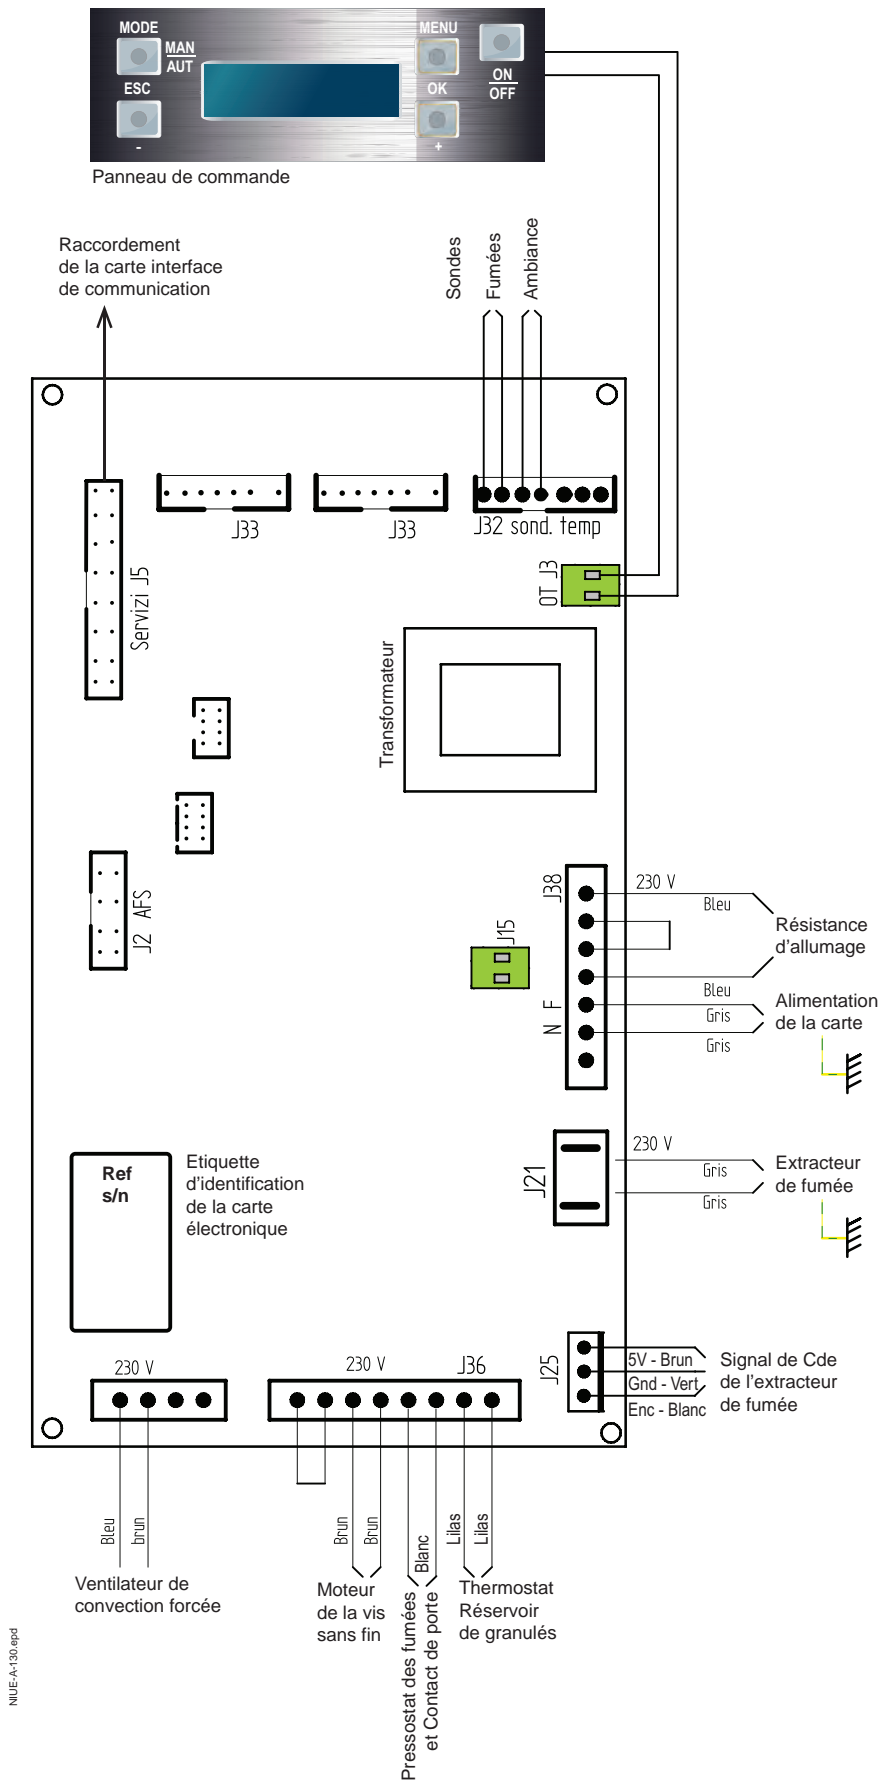 MODE
MAN
AUT
ESC
-
MENU
OK
+
ON
OFF
Panneau de commande
Raccordement
de la carte interface
de communication
Sondes
Fumées
Ambiance
J33
J33
J32 sond. temp
Servizi J5
OT J3
Transformateur
J2 AFS
J15
J38
N F
230 V
Bleu
Résistance
d'allumage
Bleu
Gris
Gris
Alimentation
de la carte
Ref
s/n
Etiquette
d'identification
de la carte
électronique
J21
230 V
Gris
Gris
Extracteur
de fumée
J25
5V - Brun
Gnd - Vert
Enc - Blanc
Signal de Cde
de l'extracteur
de fumée
230 V
230 V
J36
Bleu
brun
Brun
Brun
Blanc
Lilas
Lilas
Ventilateur de
convection forcée
Moteur
de la vis
sans fin
Pressostat des fumées
et Contact de porte
Thermostat
Réservoir
de granulés
NIUE-A-130.epd